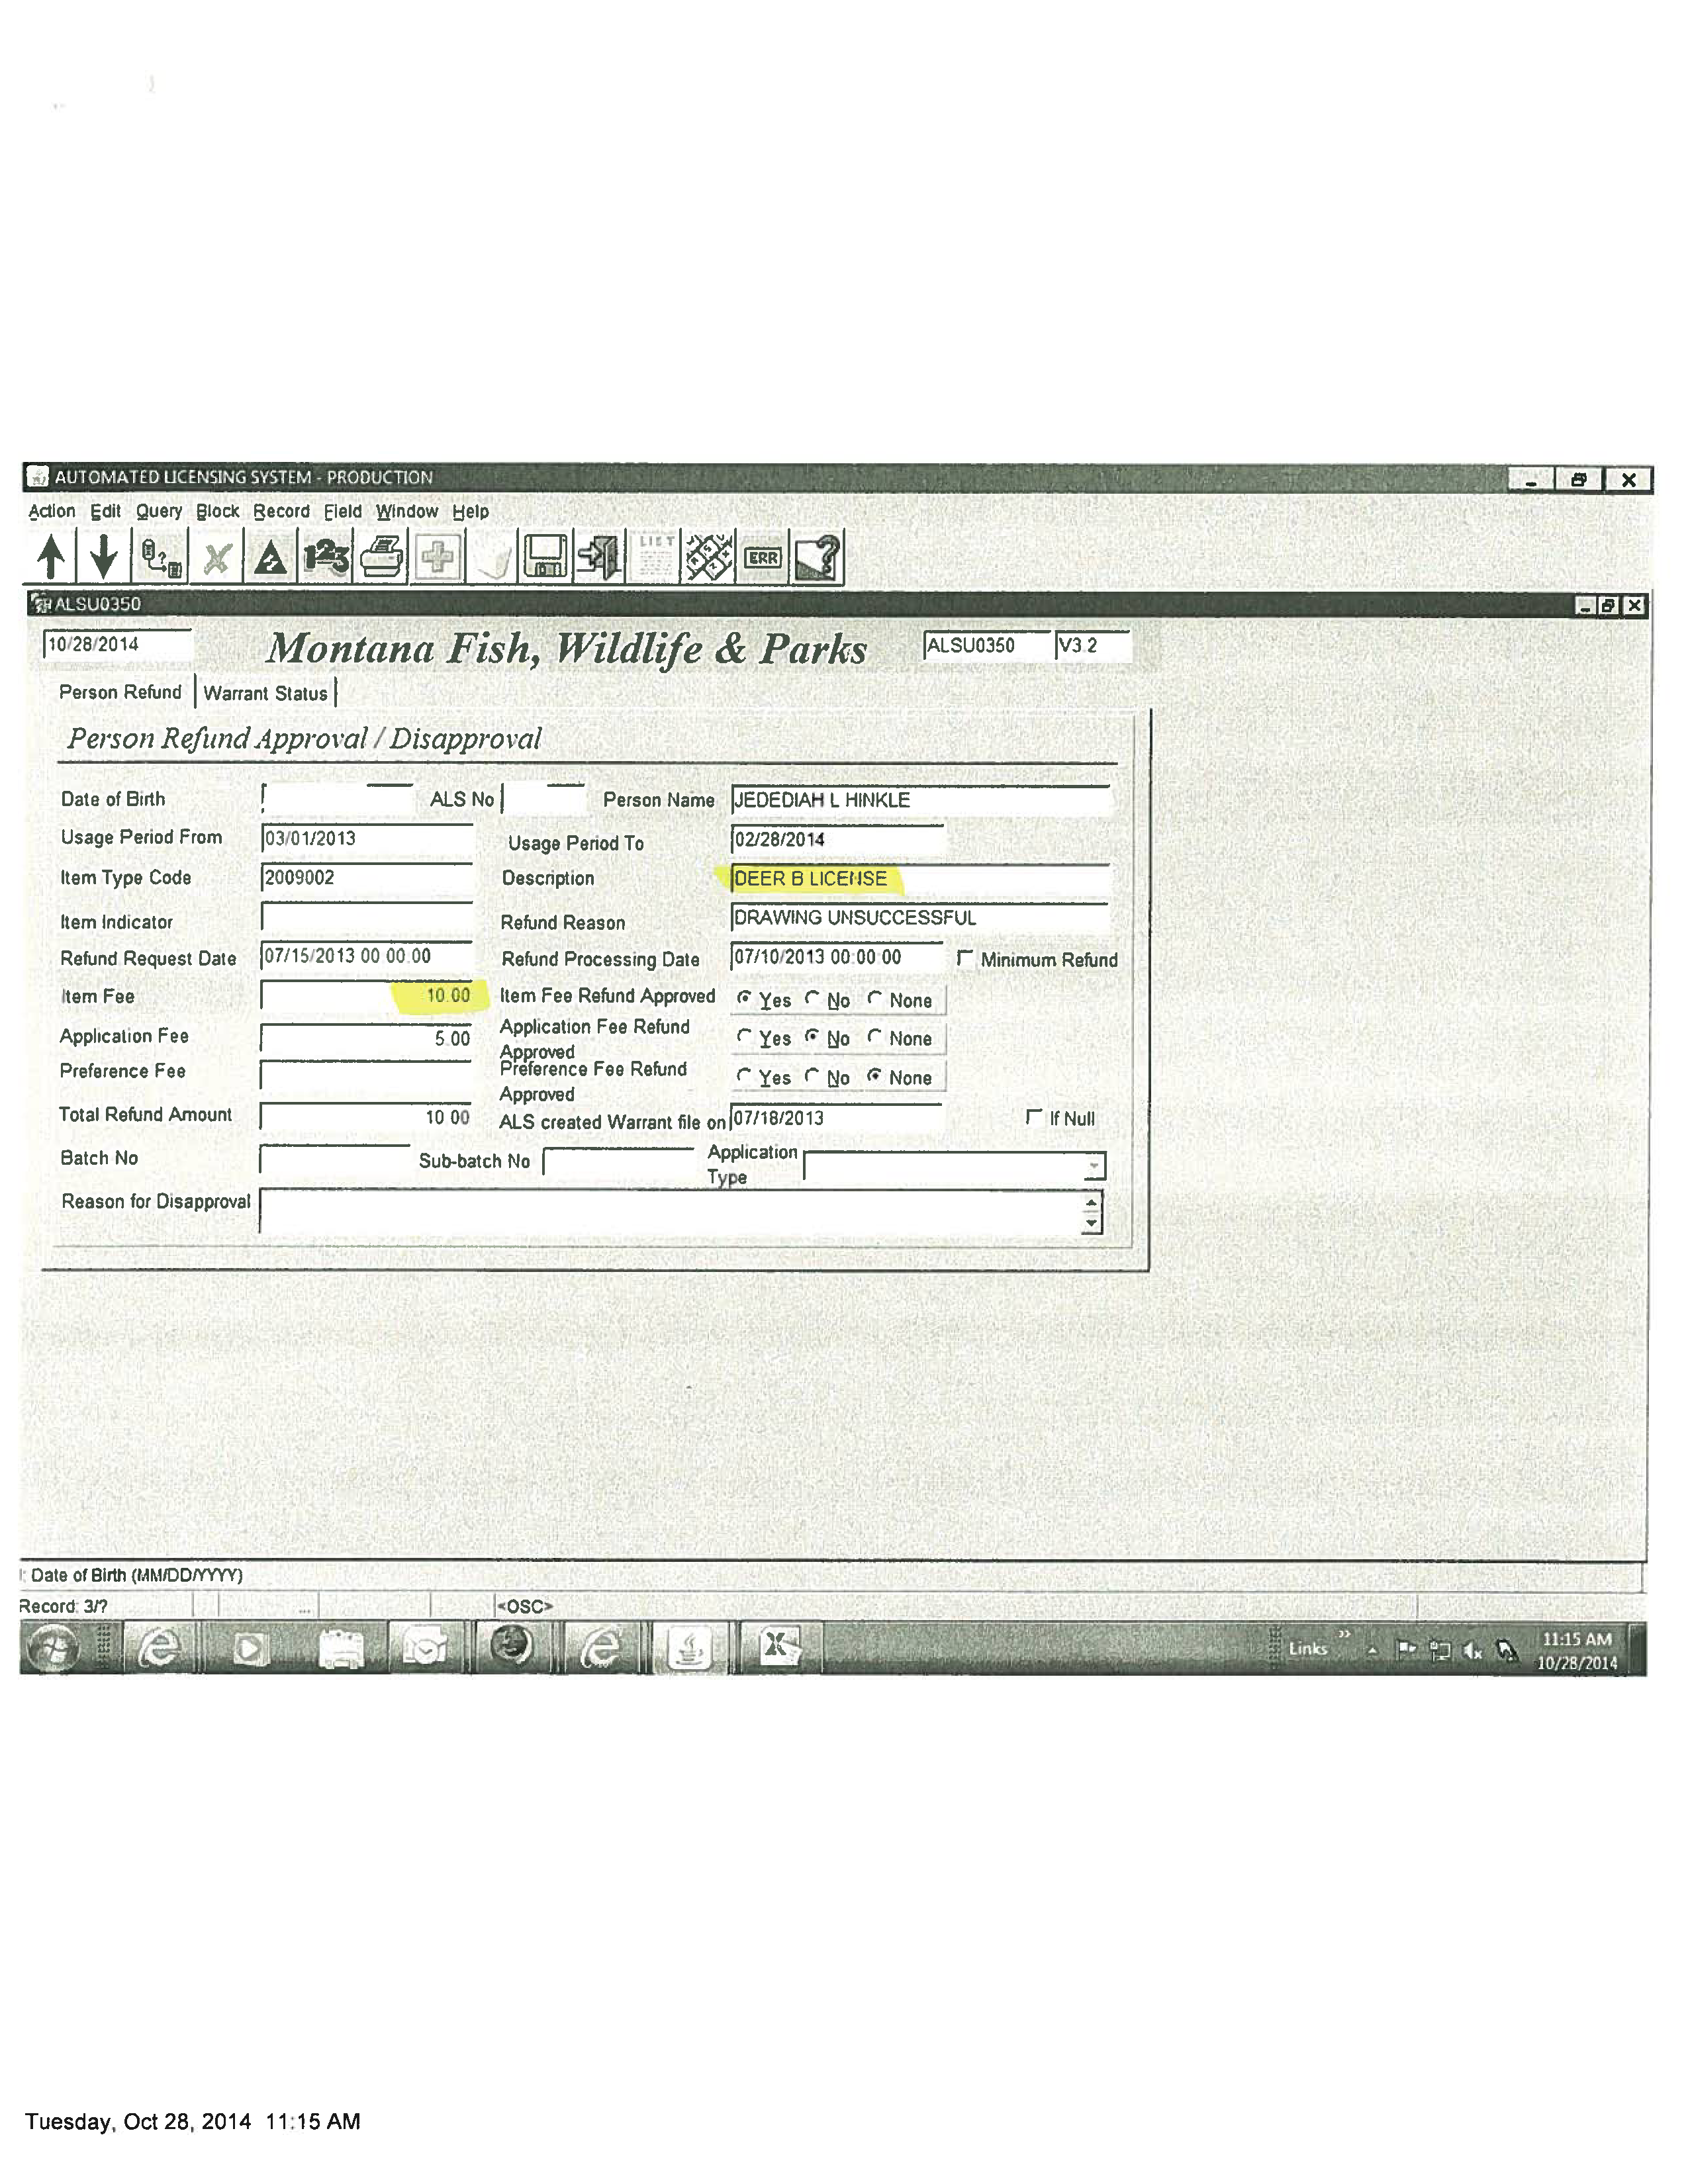 AUTOMATED LICENSING SYSTEM - PRODUCTION
Action Edit Query Block Record Field Window Help
123 LIST ERR
ALSU0350
10/28/2014 Montana Fish, Wildlife & Parks ALSU0350 V3.2
Person Refund Warrant Status
Person Refund Approval / Disapproval
Date of Birth ALS No Person Name JEDEDIAH L HINKLE
Usage Period From 03/01/2013 Usage Period To 02/28/2014
Item Type Code 2009002 Description DEER B LICENSE
Item Indicator Refund Reason DRAWING UNSUCCESSFUL
Refund Request Date 07/15/2013 00 00.00 Refund Processing Date 07/10/2013 00:00:00 Minimum Refund
Item Fee 10.00 Item Fee Refund Approved Yes No None
Application Fee 5.00 Application Fee Refund Approved Yes No None
Preference Fee Preference Fee Refund Approved Yes No None
Total Refund Amount 10 00 ALS created Warrant file on 07/18/2013 If Null
Batch No Sub-batch No Application Type
Reason for Disapproval
Date of Birth (MM/DD/YYYY)
Record: 3/? <OSC>
Links 11:15 AM
10/28/2014
Tuesday, Oct 28, 2014 11:15 AM